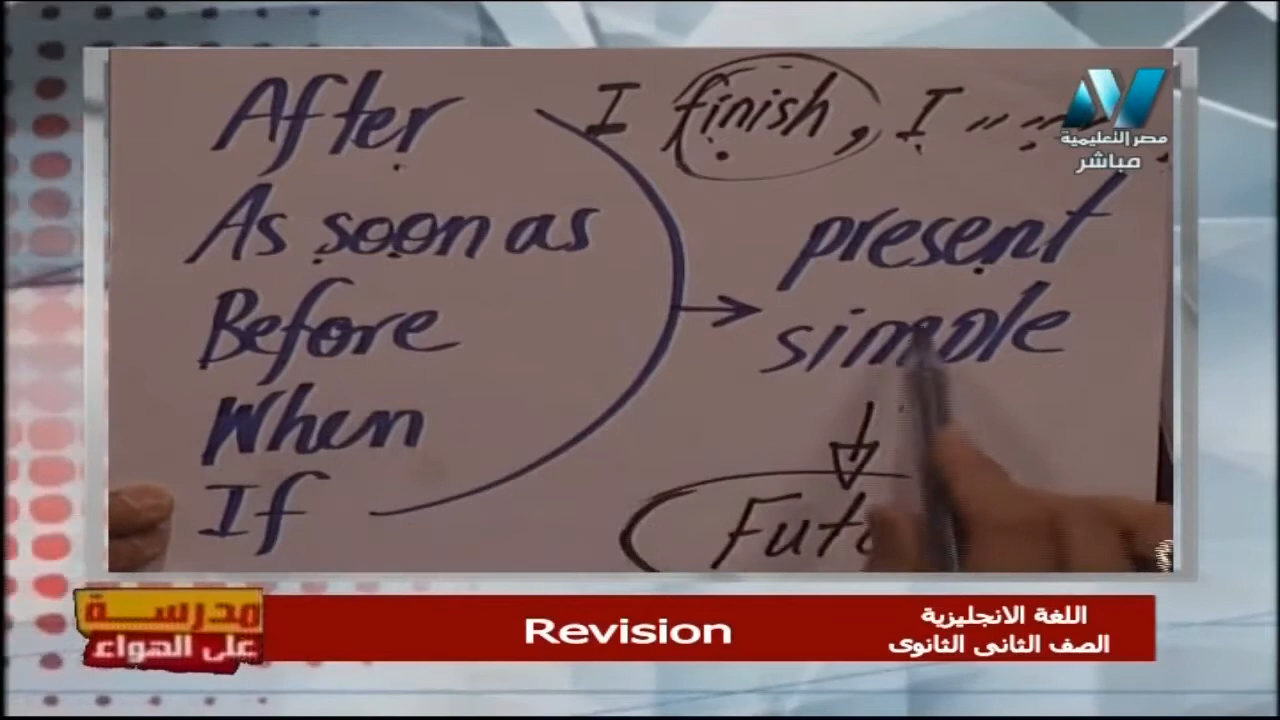 After I finish, I
As soon as present
Before simple
When
If
مصر التعليمية
مباشر
مدرسة
على الهواء
Revision
اللغة الانجليزية
الصف الثانى الثانوى